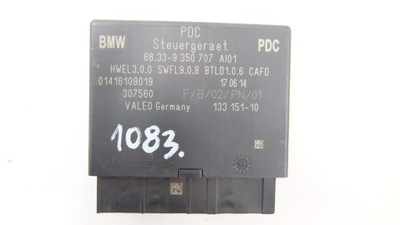 PDC
BMW Steuergeraet PDC
66.33-9 350 707 AI01
HWEL3.0.0 SWFL9.0.8 BTLD1.0.6 CAFD
01416109019 17 06 14
307560 F/B/02/PN/01
VALEO Germany 133 151-10
1083.